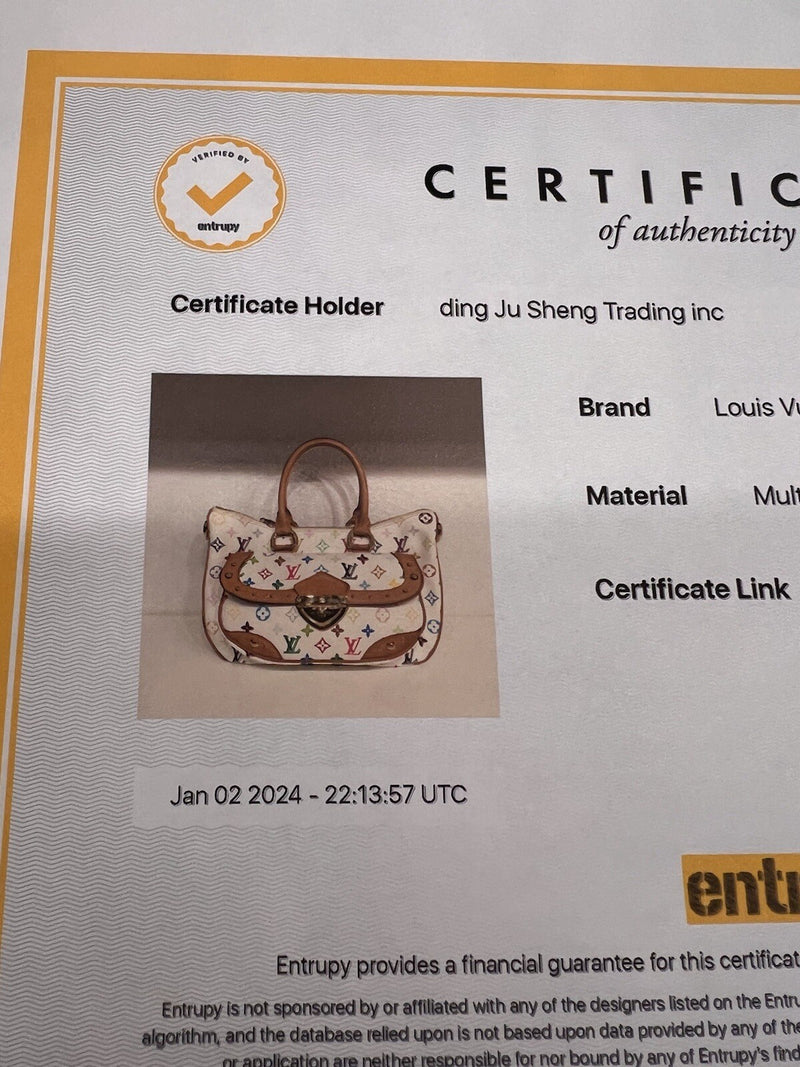 VERIFIED BY
entrupy
CERTIFIC
of authenticity
Certificate Holder ding Ju Sheng Trading inc
Brand Louis Vu
Material Mult
Certificate Link
Jan 02 2024 - 22:13:57 UTC
entr
Entrupy provides a financial guarantee for this certificat
Entrupy is not sponsored by or affiliated with any of the designers listed on the Entru
algorithm, and the database relied upon is not based upon data provided by any of the
or application are neither responsible for nor bound by any of Entrupy's find